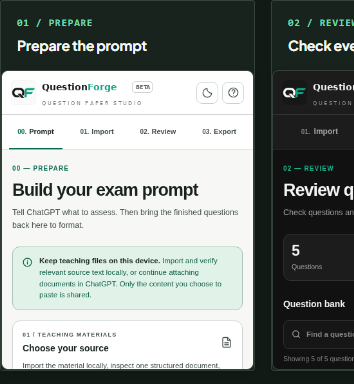 01 / PREPARE
Prepare the prompt
QF QuestionForge BETA
QUESTION PAPER STUDIO
00. Prompt 01. Import 02. Review 03. Export
00 — PREPARE
Build your exam prompt
Tell ChatGPT what to assess. Then bring the finished questions
back here to format.
Keep teaching files on this device. Import and verify
relevant source text locally, or continue attaching
documents in ChatGPT. Only the content you choose to
paste is shared.
01 / TEACHING MATERIALS
Choose your source
Import the material locally, inspect one structured document,
02 / REVIEW
Check
QF
QUESTION
01. Import
02 — REVIEW
Review
Check questions
5
Questions
Question bank
Find a
Showing 5 of 5